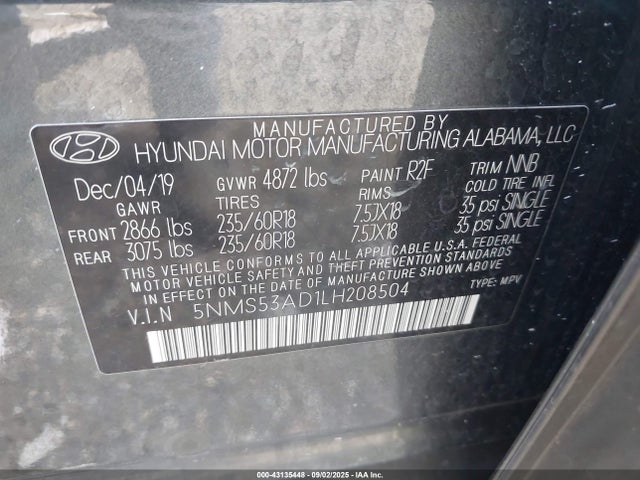 MANUFACTURED BY
HYUNDAI MOTOR MANUFACTURING ALABAMA, LLC
Dec/04/19 GVWR 4872 lbs PAINT R2F TRIM NNB
GAWR TIRES RIMS COLD TIRE INFL
FRONT 2866 lbs 235/60R18 7.5JX18 35 psi SINGLE
REAR 3075 lbs 235/60R18 7.5JX18 35 psi SINGLE
THIS VEHICLE CONFORMS TO ALL APPLICABLE U.S.A. FEDERAL
MOTOR VEHICLE SAFETY AND BUMPER STANDARDS IN EFFECT
ON THE DATE OF MANUFACTURE SHOWN ABOVE.
V.I.N 5NMS53AD1LH208504 TYPE: MPV
000-43135448 - 09/02/2025 - ©IAA, Inc.